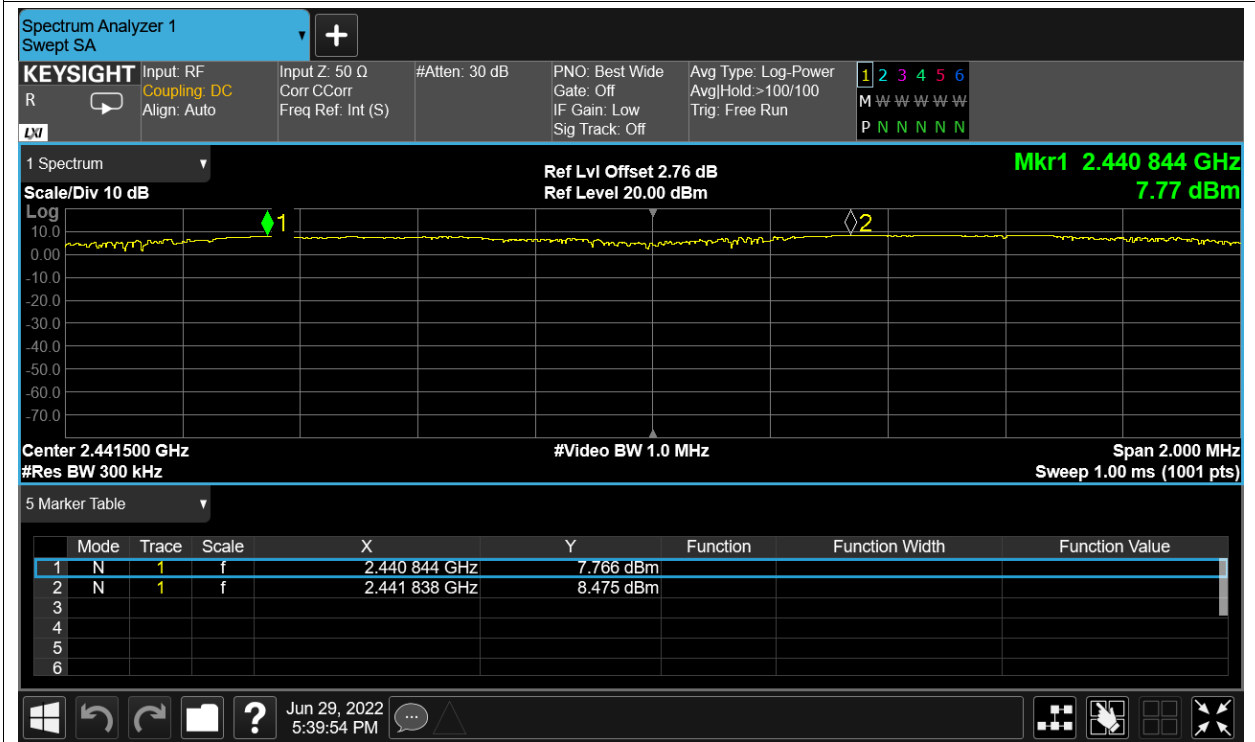 Spectrum Analyzer 1
Swept SA
+
KEYSIGHT Input: RF Input Z: 50 Ω #Atten: 30 dB PNO: Best Wide Avg Type: Log-Power 1 2 3 4 5 6
R Coupling: DC Corr CCorr Gate: Off Avg|Hold:>100/100 M W W W W W
Align: Auto Freq Ref: Int (S) IF Gain: Low Trig: Free Run
LXI Sig Track: Off P N N N N N
1 Spectrum Ref Lvl Offset 2.76 dB Mkr1 2.440 844 GHz
Scale/Div 10 dB Ref Level 20.00 dBm 7.77 dBm
Log
1 2
10.0
0.00
-10.0
-20.0
-30.0
-40.0
-50.0
-60.0
-70.0
Center 2.441500 GHz #Video BW 1.0 MHz Span 2.000 MHz
#Res BW 300 kHz Sweep 1.00 ms (1001 pts)
5 Marker Table
Mode Trace Scale X Y Function Function Width Function Value
1 N 1 f 2.440 844 GHz 7.766 dBm
2 N 1 f 2.441 838 GHz 8.475 dBm
3
4
5
6
? Jun 29, 2022
5:39:54 PM